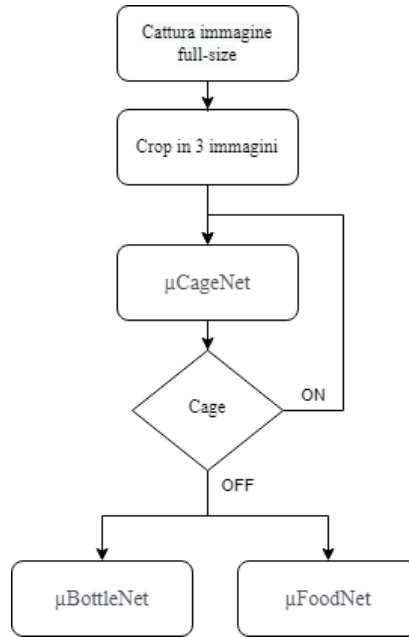 Cattura immagine
full-size
Crop in 3 immagini
µCageNet
Cage
ON
OFF
µBottleNet
µFoodNet